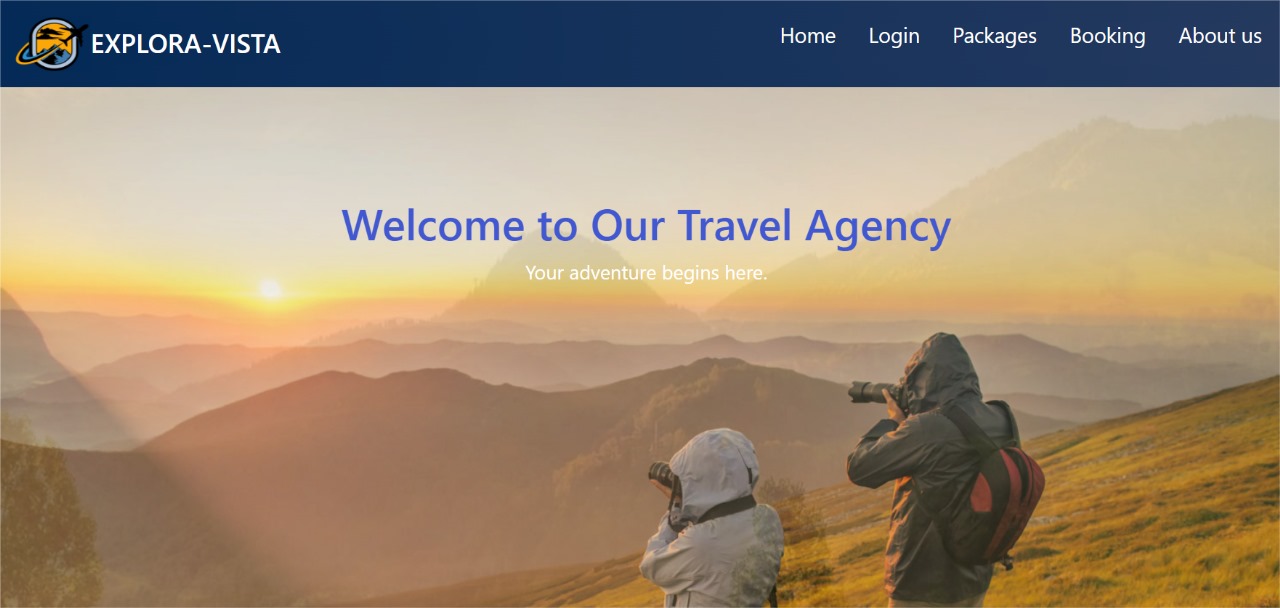 EXPLORA-VISTA
Home Login Packages Booking About us
Welcome to Our Travel Agency
Your adventure begins here.